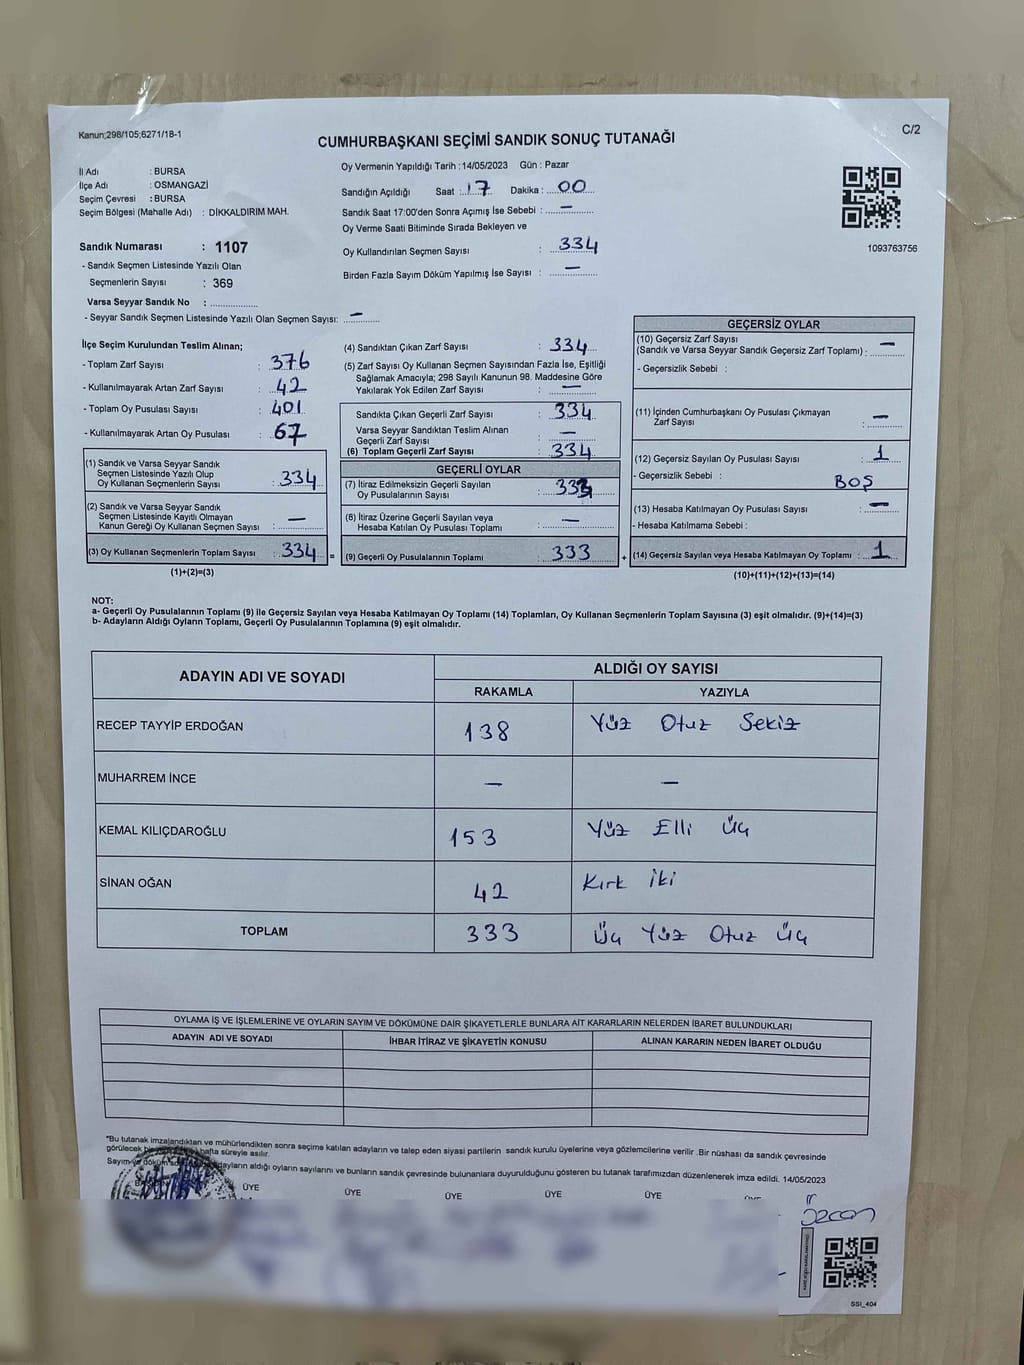 Kanun;298/105;6271/18-1
C/2
CUMHURBAŞKANI SEÇİMİ SANDIK SONUÇ TUTANAĞI
İl Adı : BURSA
İlçe Adı : OSMANGAZİ
Seçim Çevresi : BURSA
Seçim Bölgesi (Mahalle Adı) : DİKKALDIRIM MAH.
Sandık Numarası : 1107
- Sandık Seçmen Listesinde Yazılı Olan
Seçmenlerin Sayısı : 369
Varsa Seyyar Sandık No : ..............
- Seyyar Sandık Seçmen Listesinde Yazılı Olan Seçmen Sayısı: —
Oy Vermenin Yapıldığı Tarih :14/05/2023 Gün : Pazar
Sandığın Açıldığı Saat : 17 Dakika : 00
Sandık Saat 17:00'den Sonra Açımış İse Sebebi : —
Oy Verme Saati Bitiminde Sırada Bekleyen ve
Oy Kullandırılan Seçmen Sayısı : 334
Birden Fazla Sayım Döküm Yapılmış İse Sayısı : —
1093763756
İlçe Seçim Kurulundan Teslim Alınan;
- Toplam Zarf Sayısı : 376
- Kullanılmayarak Artan Zarf Sayısı : 42
- Toplam Oy Pusulası Sayısı : 401
- Kullanılmayarak Artan Oy Pusulası : 67
(1) Sandık ve Varsa Seyyar Sandık
Seçmen Listesinde Yazılı Olup
Oy Kullanan Seçmenlerin Sayısı : 334
(2) Sandık ve Varsa Seyyar Sandık
Seçmen Listesinde Kayıtlı Olmayan
Kanun Gereği Oy Kullanan Seçmen Sayısı : —
(3) Oy Kullanan Seçmenlerin Toplam Sayısı : 334 =
(1)+(2)=(3)
(4) Sandıktan Çıkan Zarf Sayısı : 334
(5) Zarf Sayısı Oy Kullanan Seçmen Sayısından Fazla İse, Eşitliği
Sağlamak Amacıyla; 298 Sayılı Kanunun 98. Maddesine Göre
Yakılarak Yok Edilen Zarf Sayısı : —
Sandıkta Çıkan Geçerli Zarf Sayısı : 334
Varsa Seyyar Sandıktan Teslim Alınan
Geçerli Zarf Sayısı : —
(6) Toplam Geçerli Zarf Sayısı : 334
GEÇERLİ OYLAR
(7) İtiraz Edilmeksizin Geçerli Sayılan
Oy Pusulalarının Sayısı : 333
(8) İtiraz Üzerine Geçerli Sayılan veya
Hesaba Katılan Oy Pusulası Toplamı : —
(9) Geçerli Oy Pusulalarının Toplamı : 333 +
GEÇERSİZ OYLAR
(10) Geçersiz Zarf Sayısı
(Sandık ve Varsa Seyyar Sandık Geçersiz Zarf Toplamı) : —
- Geçersizlik Sebebi :
(11) İçinden Cumhurbaşkanı Oy Pusulası Çıkmayan
Zarf Sayısı : —
(12) Geçersiz Sayılan Oy Pusulası Sayısı : 1
- Geçersizlik Sebebi : BOŞ
(13) Hesaba Katılmayan Oy Pusulası Sayısı : —
- Hesaba Katılmama Sebebi :
(14) Geçersiz Sayılan veya Hesaba Katılmayan Oy Toplamı : 1
(10)+(11)+(12)+(13)=(14)
NOT:
a- Geçerli Oy Pusulalarının Toplamı (9) ile Geçersiz Sayılan veya Hesaba Katılmayan Oy Toplamı (14) Toplamları, Oy Kullanan Seçmenlerin Toplam Sayısına (3) eşit olmalıdır. (9)+(14)=(3)
b- Adayların Aldığı Oyların Toplamı, Geçerli Oy Pusulalarının Toplamına (9) eşit olmalıdır.
ADAYIN ADI VE SOYADI ALDIĞI OY SAYISI
RAKAMLA YAZIYLA
RECEP TAYYİP ERDOĞAN 138 Yüz Otuz Sekiz
MUHARREM İNCE — —
KEMAL KILIÇDAROĞLU 153 Yüz Elli Üç
SİNAN OĞAN 42 Kırk İki
TOPLAM 333 Üç Yüz Otuz Üç
OYLAMA İŞ VE İŞLEMLERİNE VE OYLARIN SAYIM VE DÖKÜMÜNE DAİR ŞİKAYETLERLE BUNLARA AİT KARARLARIN NELERDEN İBARET BULUNDUKLARI
ADAYIN ADI VE SOYADI İHBAR İTİRAZ VE ŞİKAYETİN KONUSU ALINAN KARARIN NEDEN İBARET OLDUĞU
"Bu tutanak imzalandıktan ve mühürlendikten sonra seçime katılan adayların ve talep eden siyasi partilerin sandık kurulu üyelerine veya gözlemcilerine verilir .Bir nüshası da sandık çevresinde
görülecek bir hafta süreyle asılır.
Sayım ve döküm adayların aldığı oyların sayılarını ve bunların sandık çevresinde bulunanlara duyurulduğunu gösteren bu tutanak tarafımızdan düzenlenerek imza edildi. 14/05/2023
ÜYE ÜYE ÜYE ÜYE ÜYE
Özcan
SSI_404